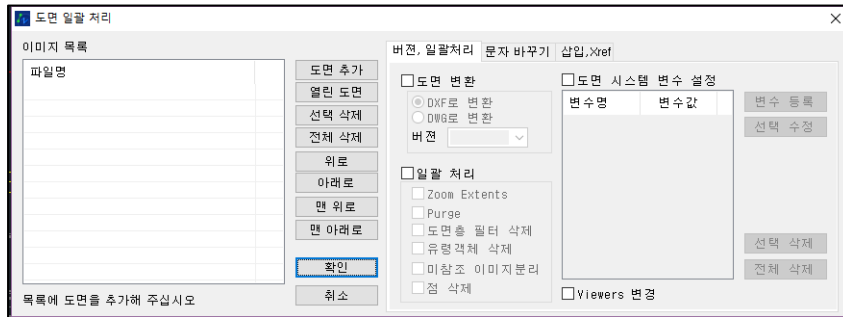 도면 일괄 처리
이미지 목록
파일명
목록에 도면을 추가해 주십시오
도면 추가
열린 도면
선택 삭제
전체 삭제
위로
아래로
맨 위로
맨 아래로
확인
취소
버젼, 일괄처리
문자 바꾸기
삽입,Xref
도면 변환
DXF로 변환
DWG로 변환
버젼
일괄 처리
Zoom Extents
Purge
도면층 필터 삭제
유령객체 삭제
미참조 이미지분리
점 삭제
도면 시스템 변수 설정
변수명 변수값
변수 등록
선택 수정
선택 삭제
전체 삭제
Viewers 변경